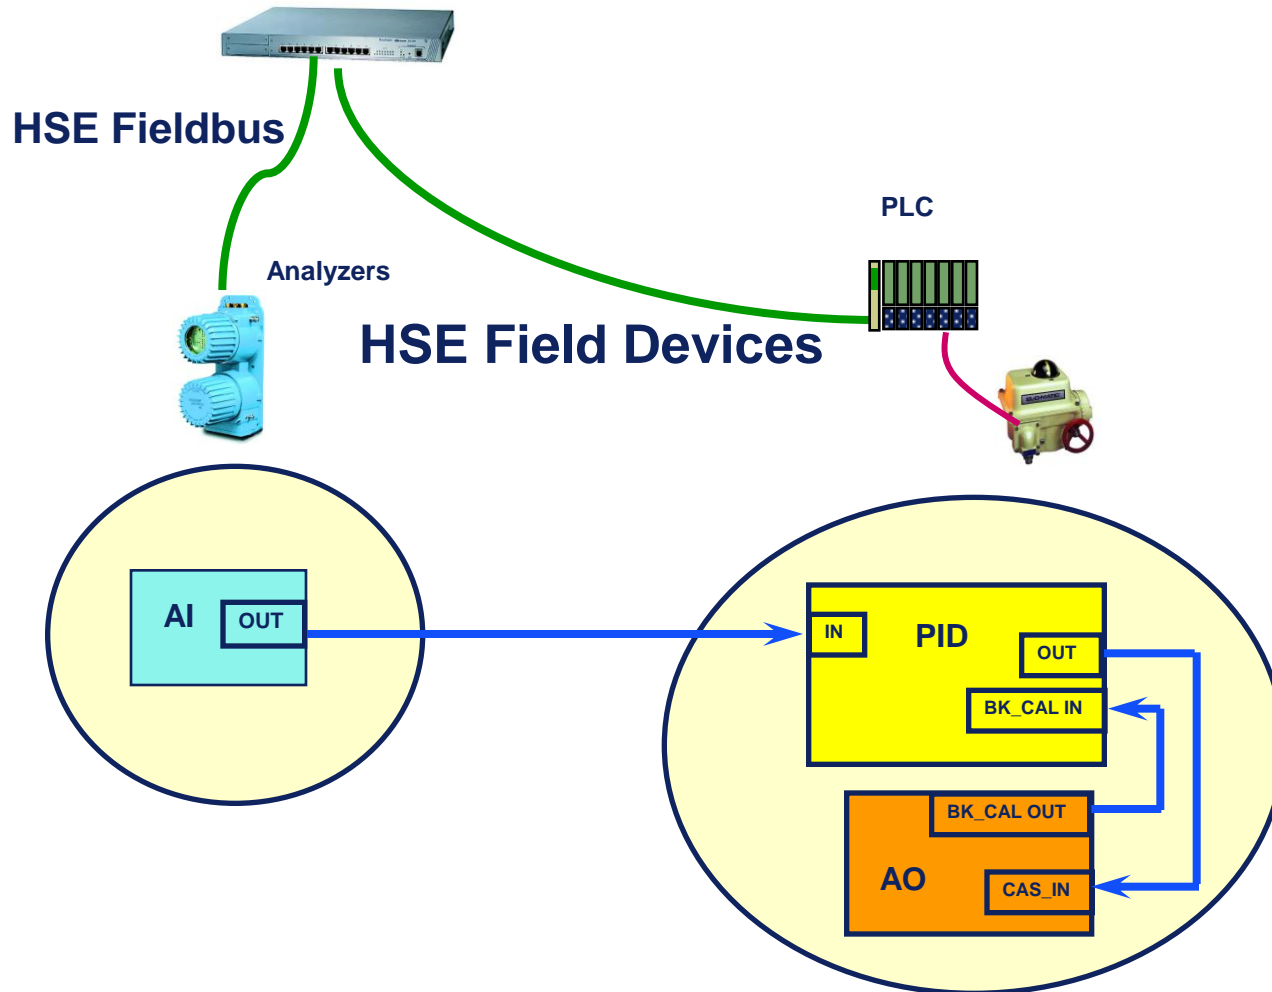 HSE Fieldbus
PLC
Analyzers
HSE Field Devices
AI
OUT
IN
PID
OUT
BK_CAL IN
BK_CAL OUT
AO
CAS_IN